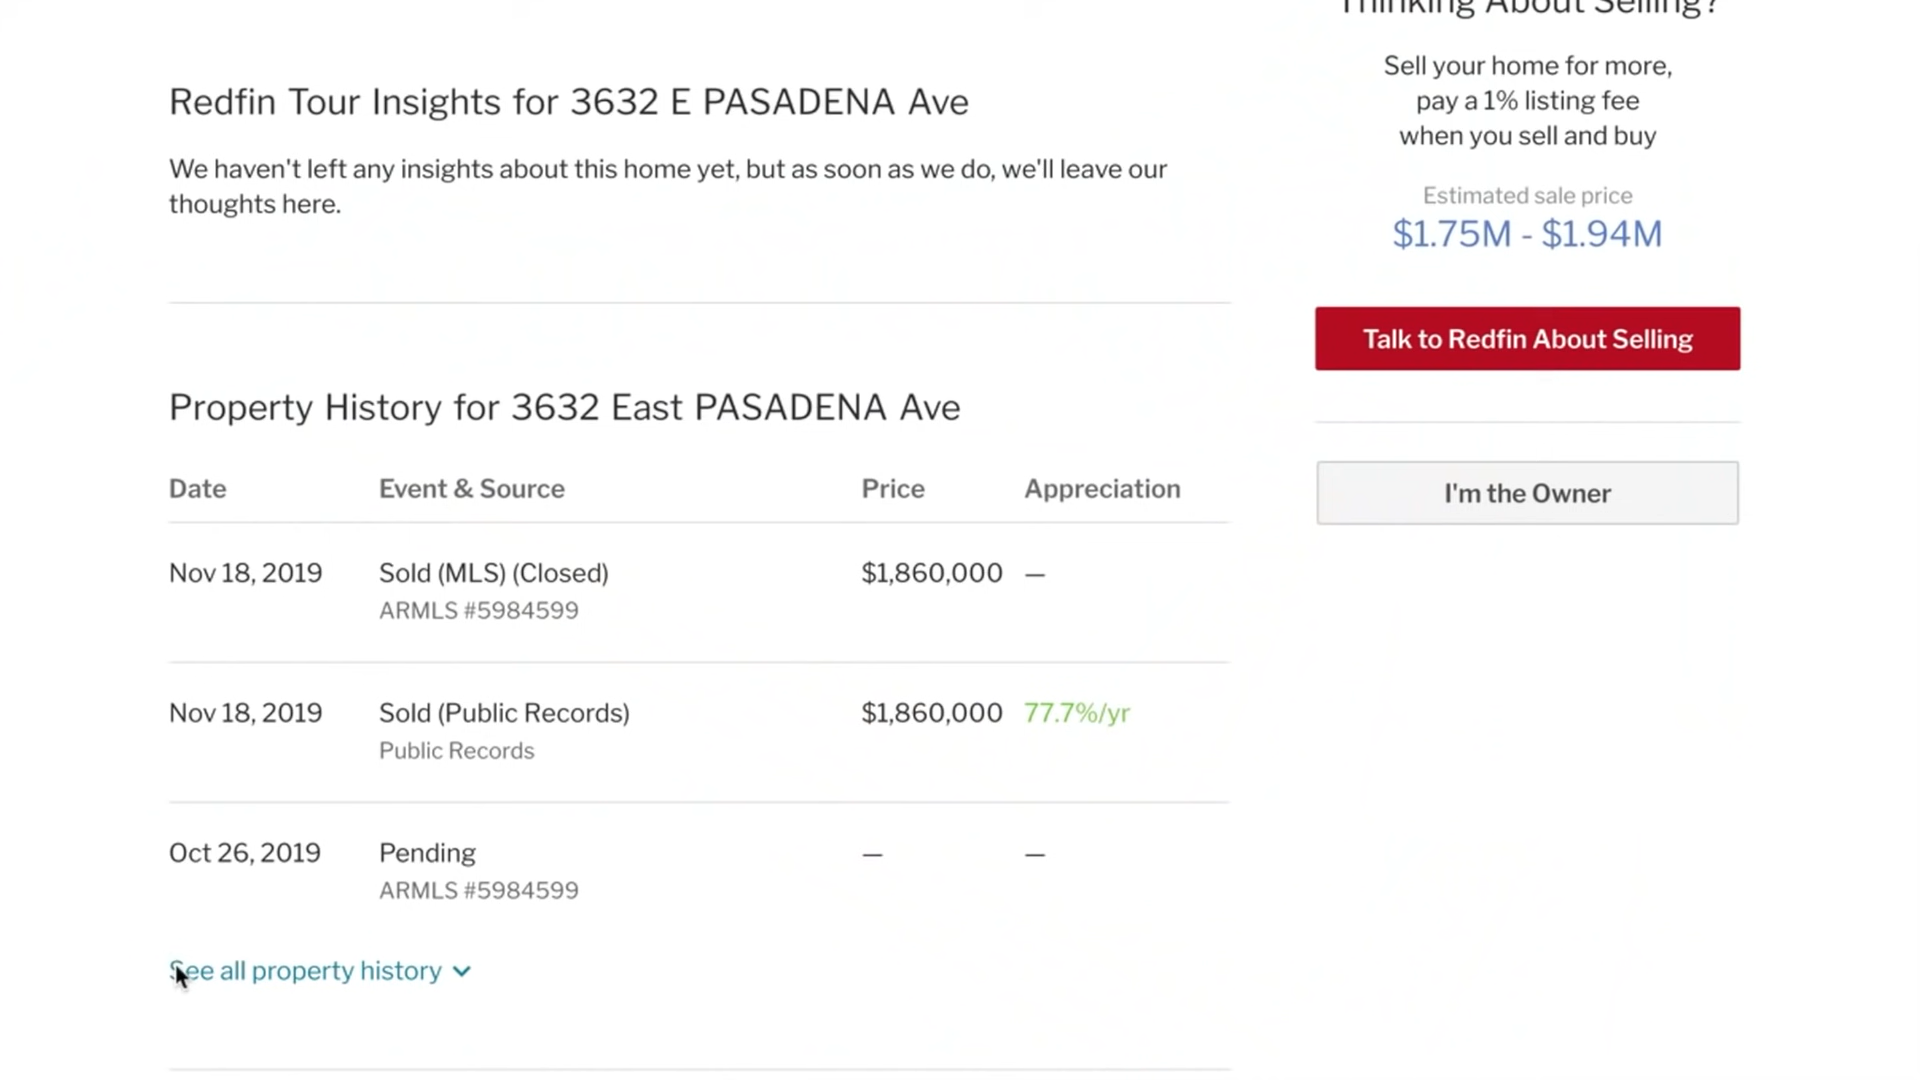 Thinking About Selling?
Sell your home for more,
pay a 1% listing fee
when you sell and buy
Estimated sale price
$1.75M - $1.94M
Talk to Redfin About Selling
I'm the Owner
Redfin Tour Insights for 3632 E PASADENA Ave
We haven't left any insights about this home yet, but as soon as we do, we'll leave our
thoughts here.
Property History for 3632 East PASADENA Ave
Date Event & Source Price Appreciation
Nov 18, 2019 Sold (MLS) (Closed) $1,860,000 —
ARMLS #5984599
Nov 18, 2019 Sold (Public Records) $1,860,000 77.7%/yr
Public Records
Oct 26, 2019 Pending — —
ARMLS #5984599
See all property history